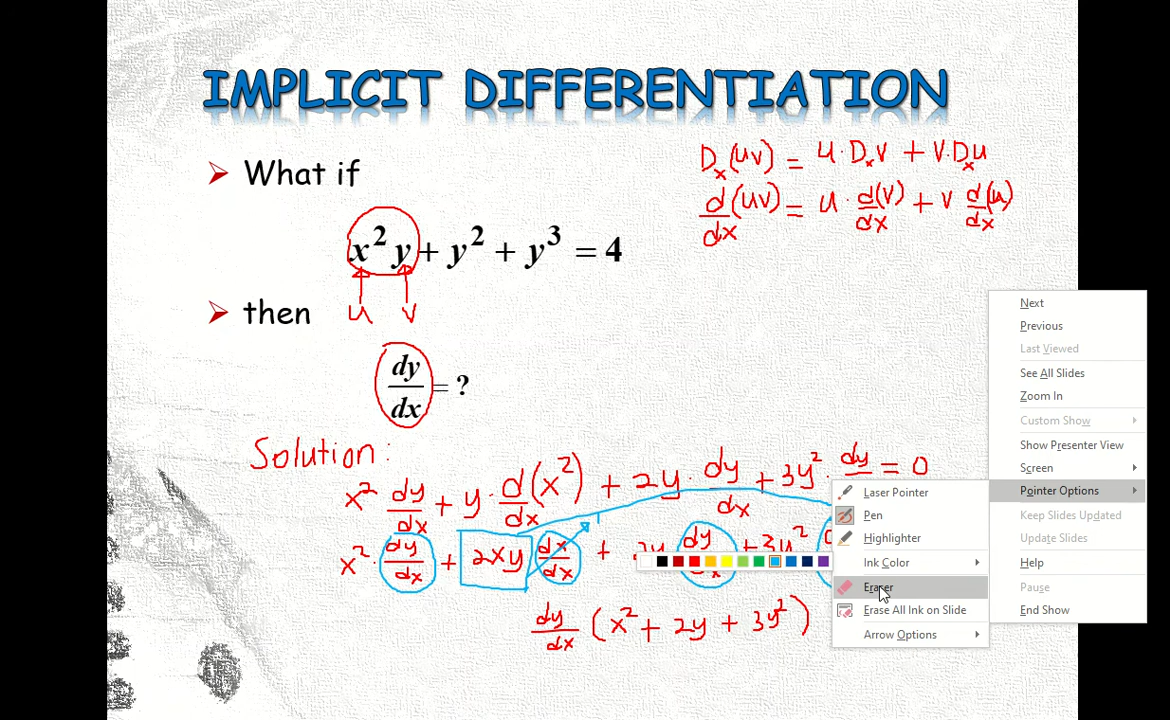 IMPLICIT DIFFERENTIATION
What if
Dₓ(uv) = u · Dₓv + v · Dₓu
d/dx (uv) = u · d(v)/dx + v d(u)/dx
x² y + y² + y³ = 4
u v
then
dy/dx = ?
Solution:
x² · dy/dx + y · d/dx (x²) + 2y · dy/dx + 3y² · dy/ = 0
x² · dy/dx + 2xy dx/dx + dy + 3y²
dy/dx (x² + 2y + 3y²)
Next
Previous
Last Viewed
See All Slides
Zoom In
Custom Show
Show Presenter View
Screen
Pointer Options
Keep Slides Updated
Update Slides
Help
Pause
End Show
Laser Pointer
Pen
Highlighter
Ink Color
Eraser
Erase All Ink on Slide
Arrow Options